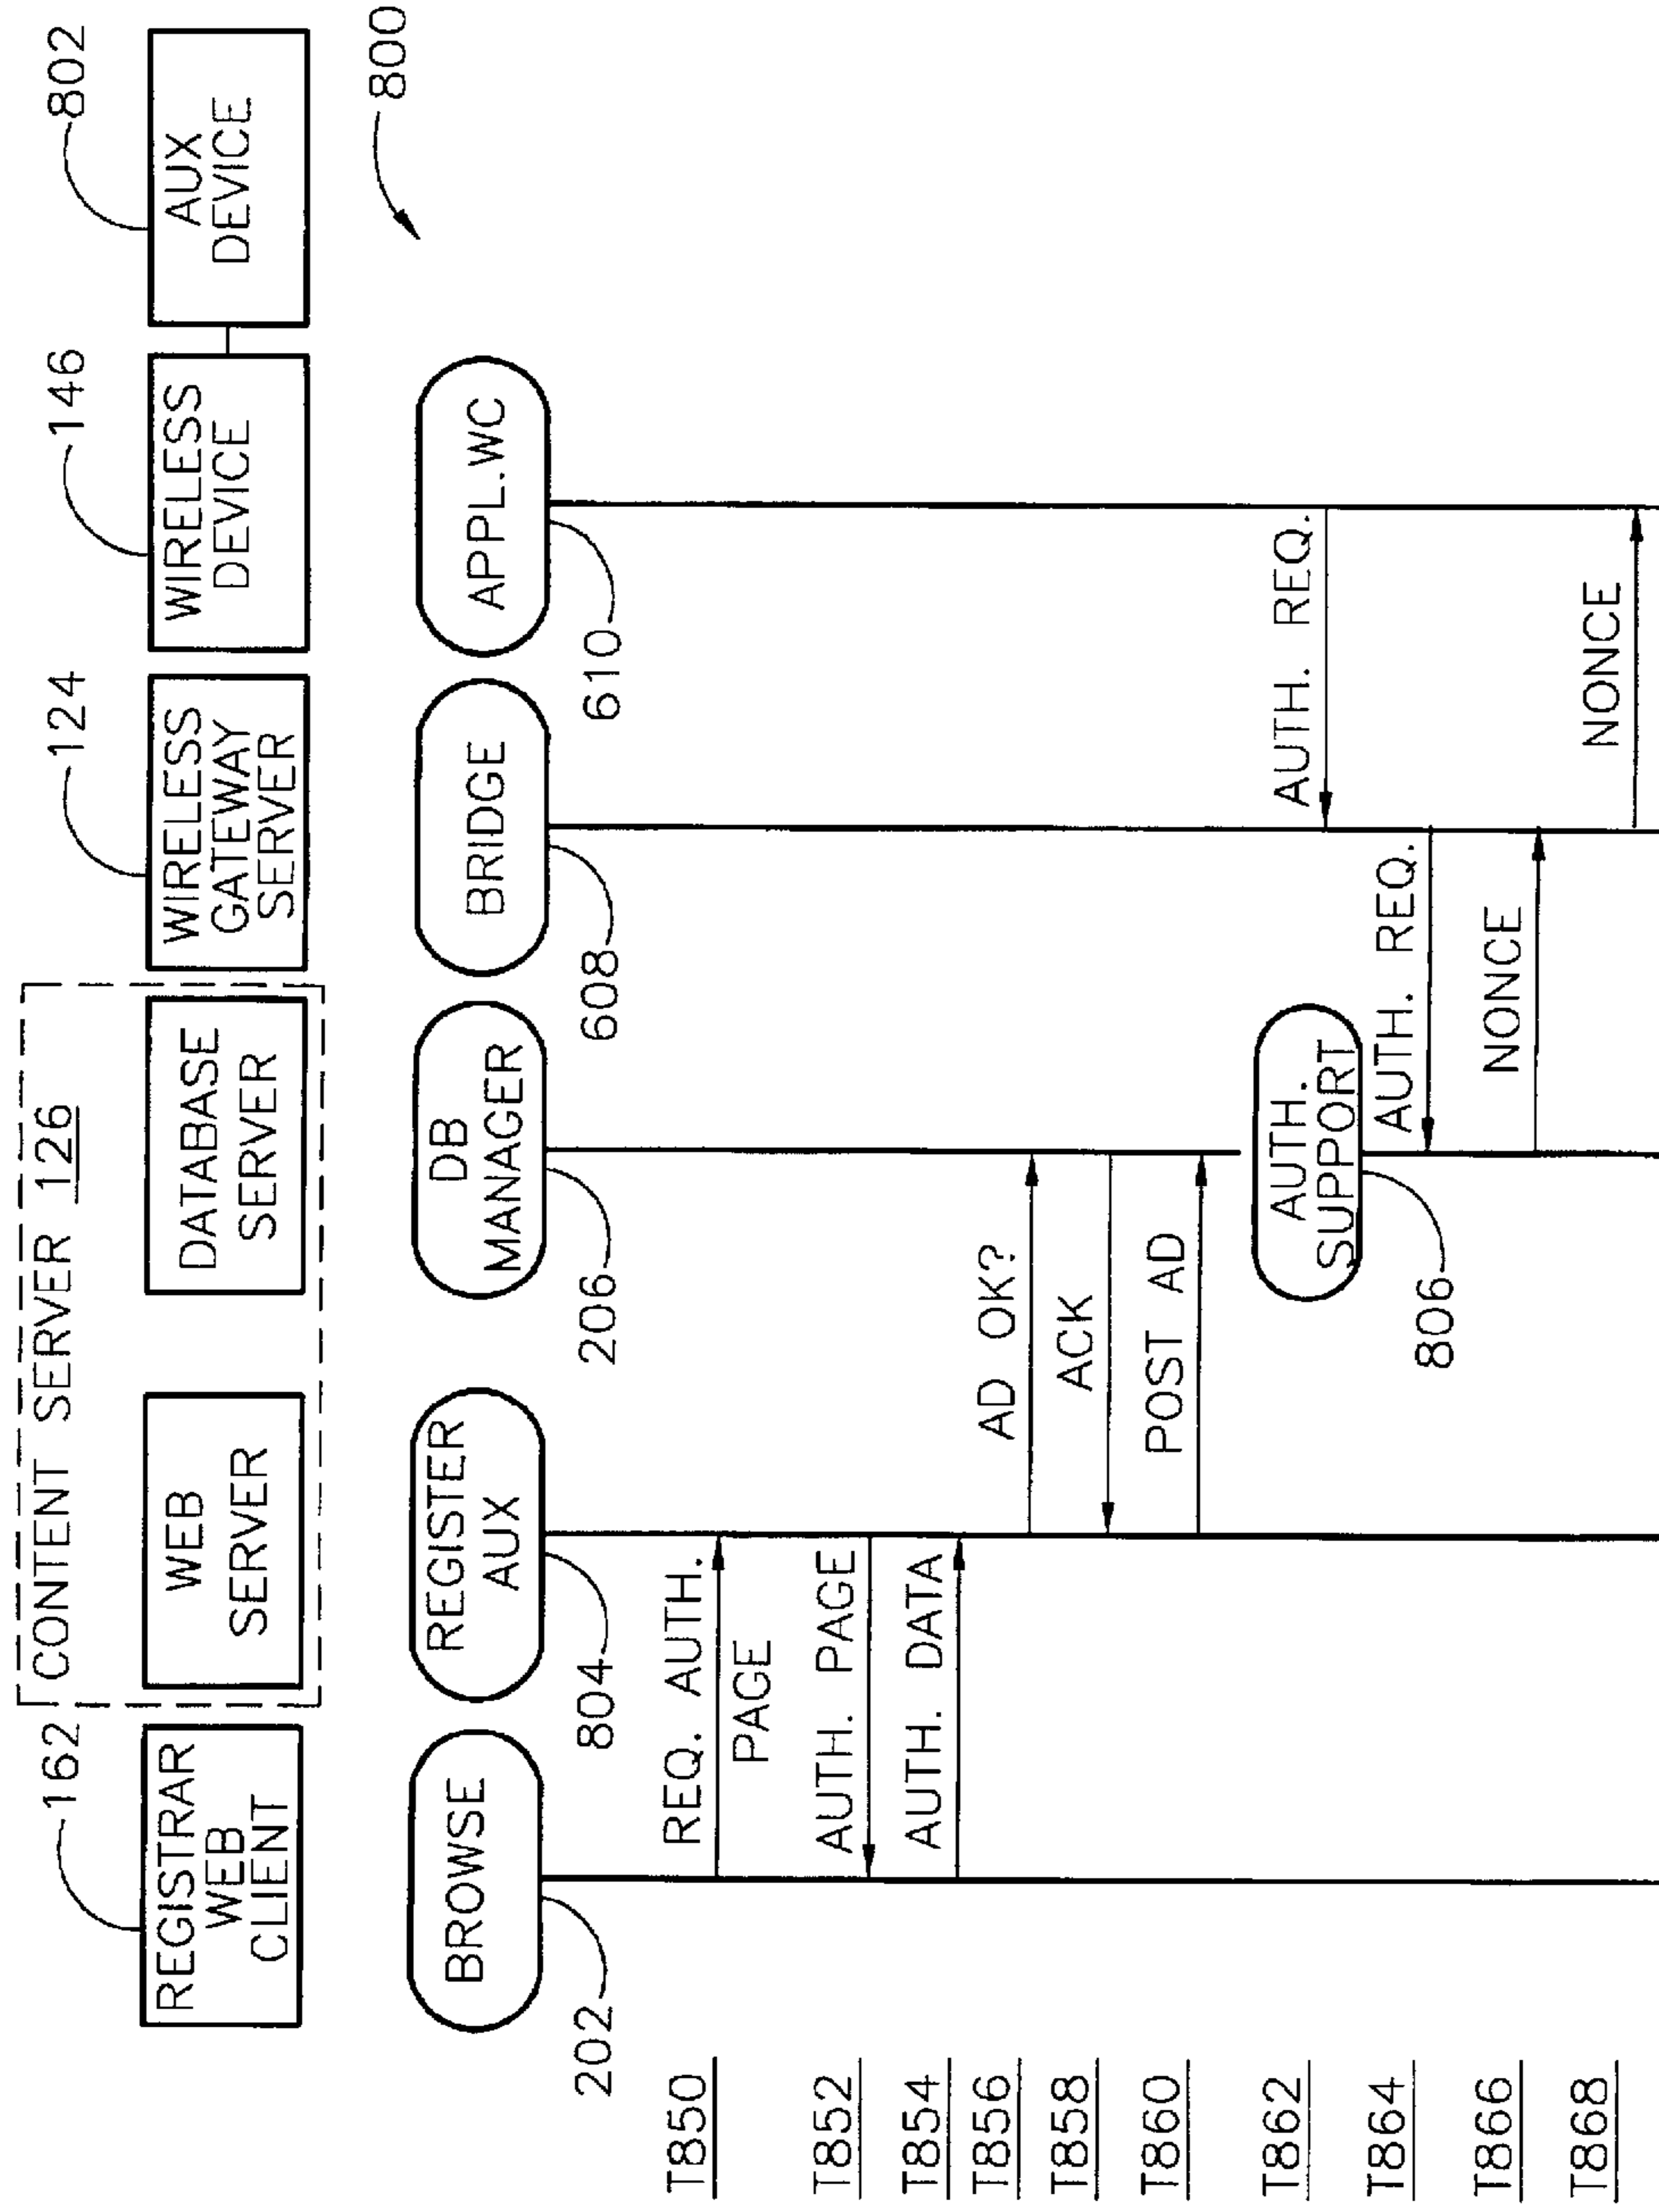 162
CONTENT SERVER 126
124
146
802
REGISTRAR
WEB
CLIENT
WEB
SERVER
DATABASE
SERVER
WIRELESS
GATEWAY
SERVER
WIRELESS
DEVICE
AUX
DEVICE
800
BROWSE
REGISTER
AUX
DB
MANAGER
BRIDGE
APPL.WC
202
804
206
608
610
T850
REQ. AUTH.
PAGE
T852
AUTH. PAGE
T854
AUTH. DATA
T856
AD OK?
T858
ACK
T860
POST AD
T862
AUTH.
SUPPORT
AUTH. REQ.
806
T864
AUTH. REQ.
T866
NONCE
T868
NONCE